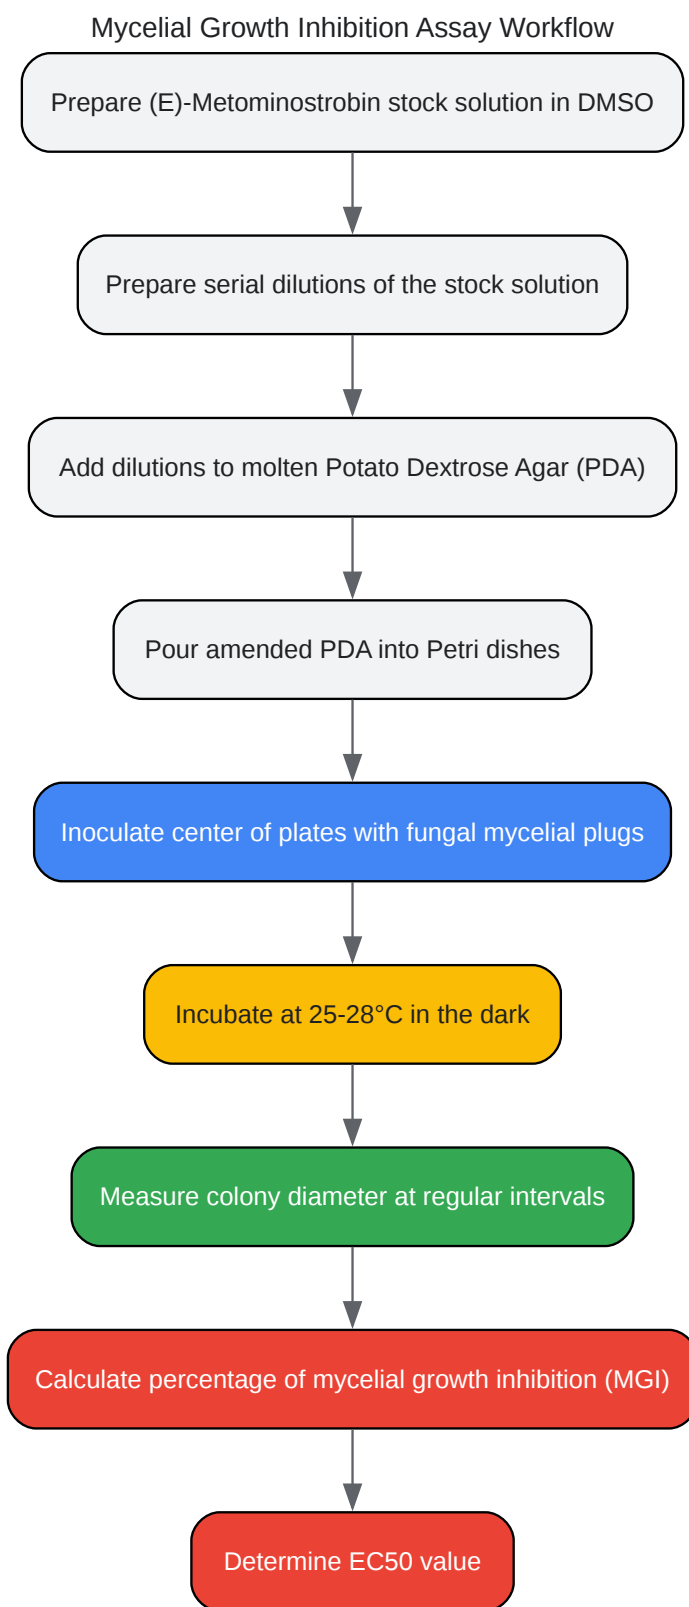 Mycelial Growth Inhibition Assay Workflow
Prepare (E)-Metominostrobin stock solution in DMSO
Prepare serial dilutions of the stock solution
Add dilutions to molten Potato Dextrose Agar (PDA)
Pour amended PDA into Petri dishes
Inoculate center of plates with fungal mycelial plugs
Incubate at 25-28°C in the dark
Measure colony diameter at regular intervals
Calculate percentage of mycelial growth inhibition (MGI)
Determine EC50 value